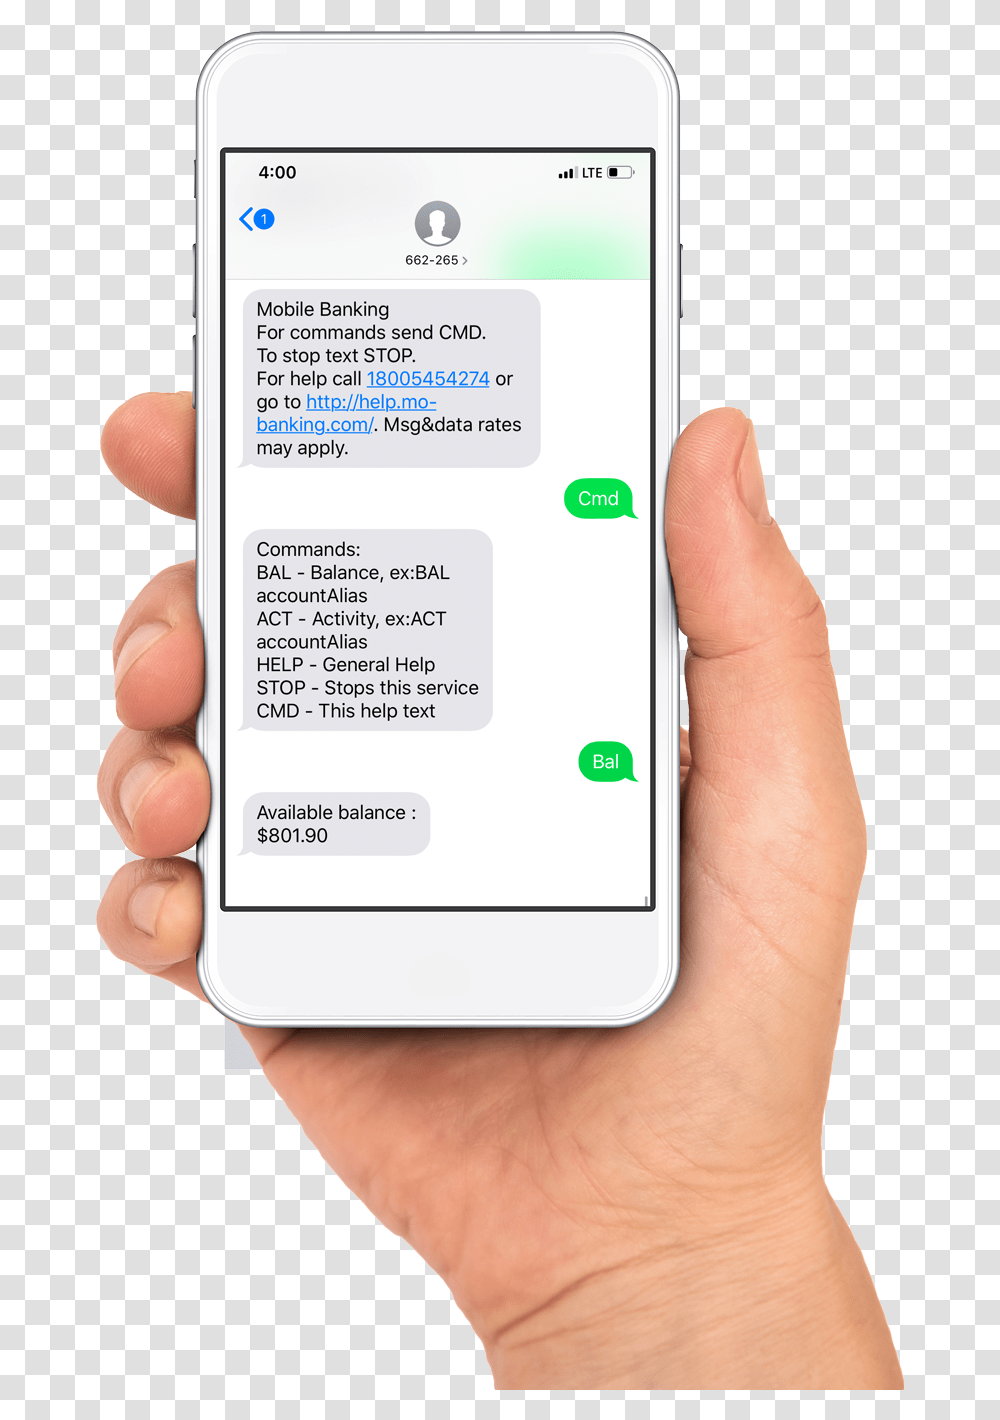 4:00 LTE
1
662-265 >
Mobile Banking
For commands send CMD.
To stop text STOP.
For help call 18005454274 or
go to http://help.mo-
banking.com/. Msg&data rates
may apply.
Cmd
Commands:
BAL - Balance, ex:BAL
accountAlias
ACT - Activity, ex:ACT
accountAlias
HELP - General Help
STOP - Stops this service
CMD - This help text
Bal
Available balance :
$801.90